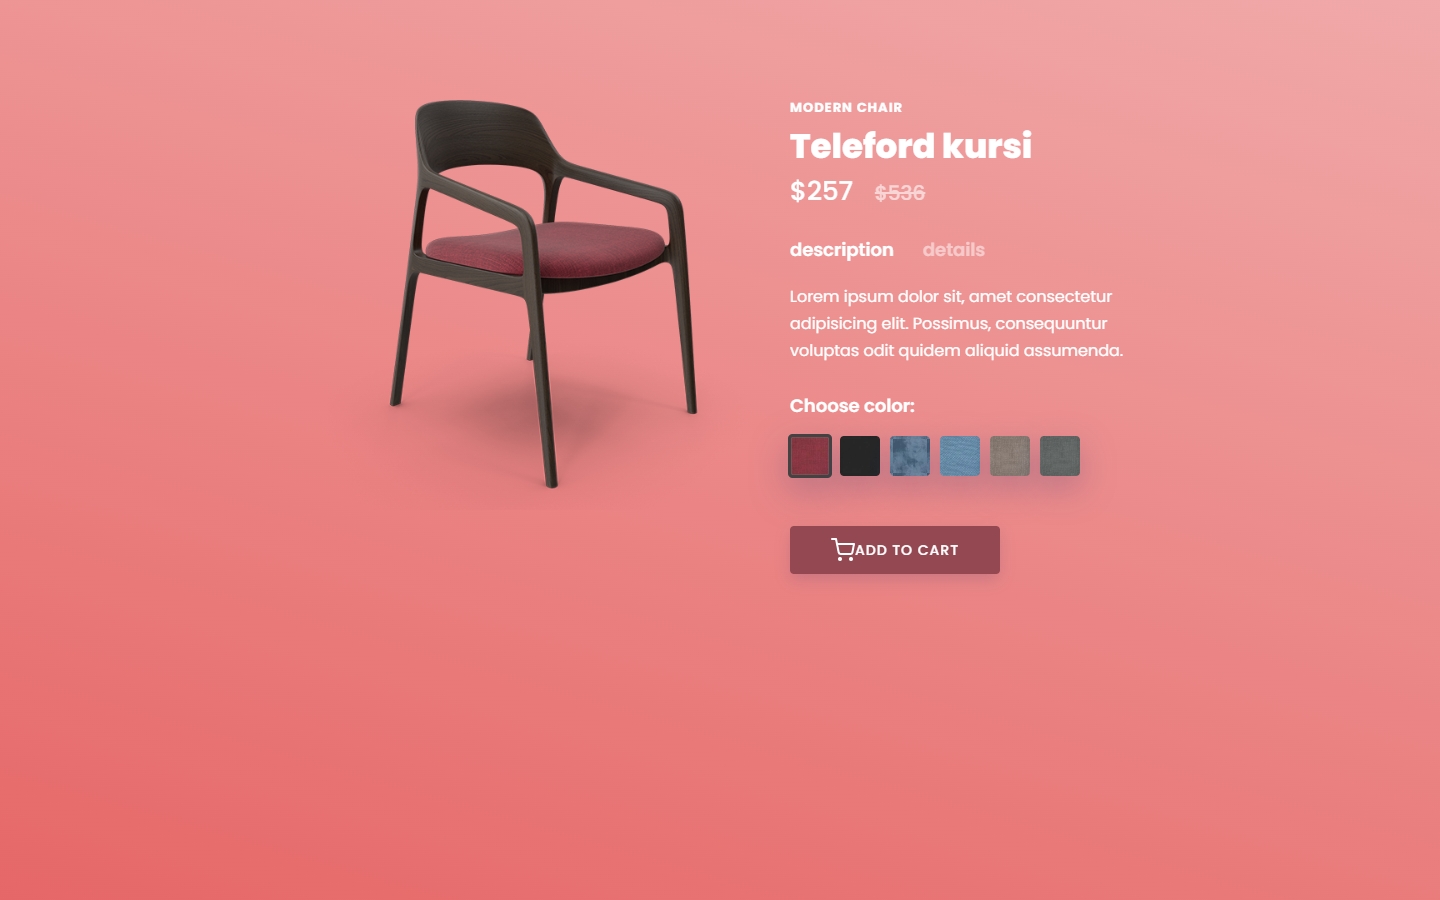 MODERN CHAIR
Teleford kursi
$257 $536
description details
Lorem ipsum dolor sit, amet consectetur
adipisicing elit. Possimus, consequuntur
voluptas odit quidem aliquid assumenda.
Choose color:
ADD TO CART